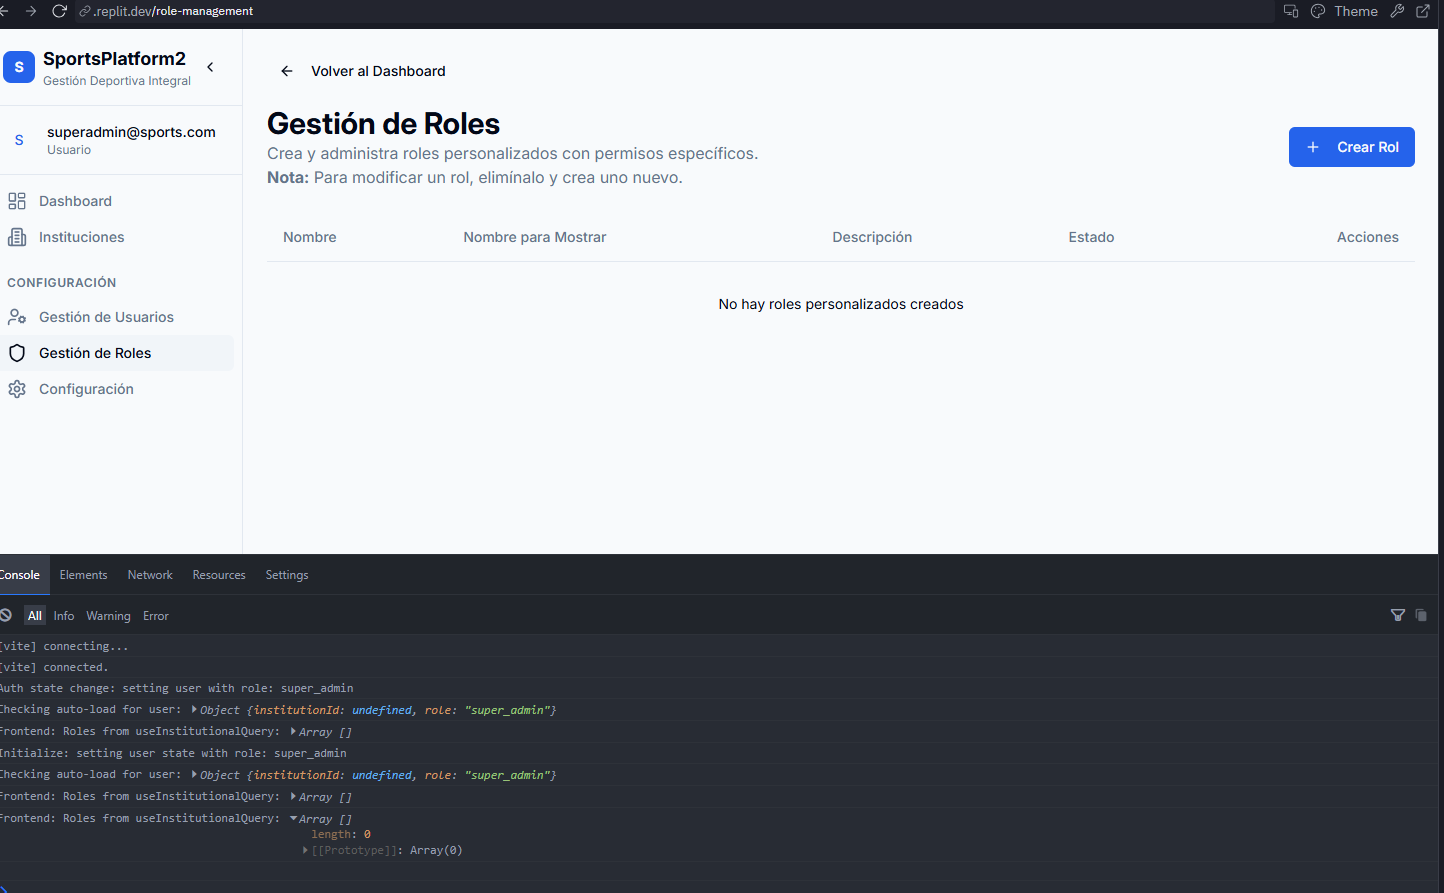 .replit.dev/role-management
Theme
S
SportsPlatform2
Gestión Deportiva Integral
S
superadmin@sports.com
Usuario
Dashboard
Instituciones
CONFIGURACIÓN
Gestión de Usuarios
Gestión de Roles
Configuración
Volver al Dashboard
Gestión de Roles
Crea y administra roles personalizados con permisos específicos.
Nota: Para modificar un rol, elimínalo y crea uno nuevo.
+ Crear Rol
Nombre Nombre para Mostrar Descripción Estado Acciones
No hay roles personalizados creados
Console Elements Network Resources Settings
All Info Warning Error
[vite] connecting...
[vite] connected.
Auth state change: setting user with role: super_admin
Checking auto-load for user: Object {institutionId: undefined, role: "super_admin"}
Frontend: Roles from useInstitutionalQuery: Array []
Initialize: setting user state with role: super_admin
Checking auto-load for user: Object {institutionId: undefined, role: "super_admin"}
Frontend: Roles from useInstitutionalQuery: Array []
Frontend: Roles from useInstitutionalQuery: Array []
length: 0
[[Prototype]]: Array(0)